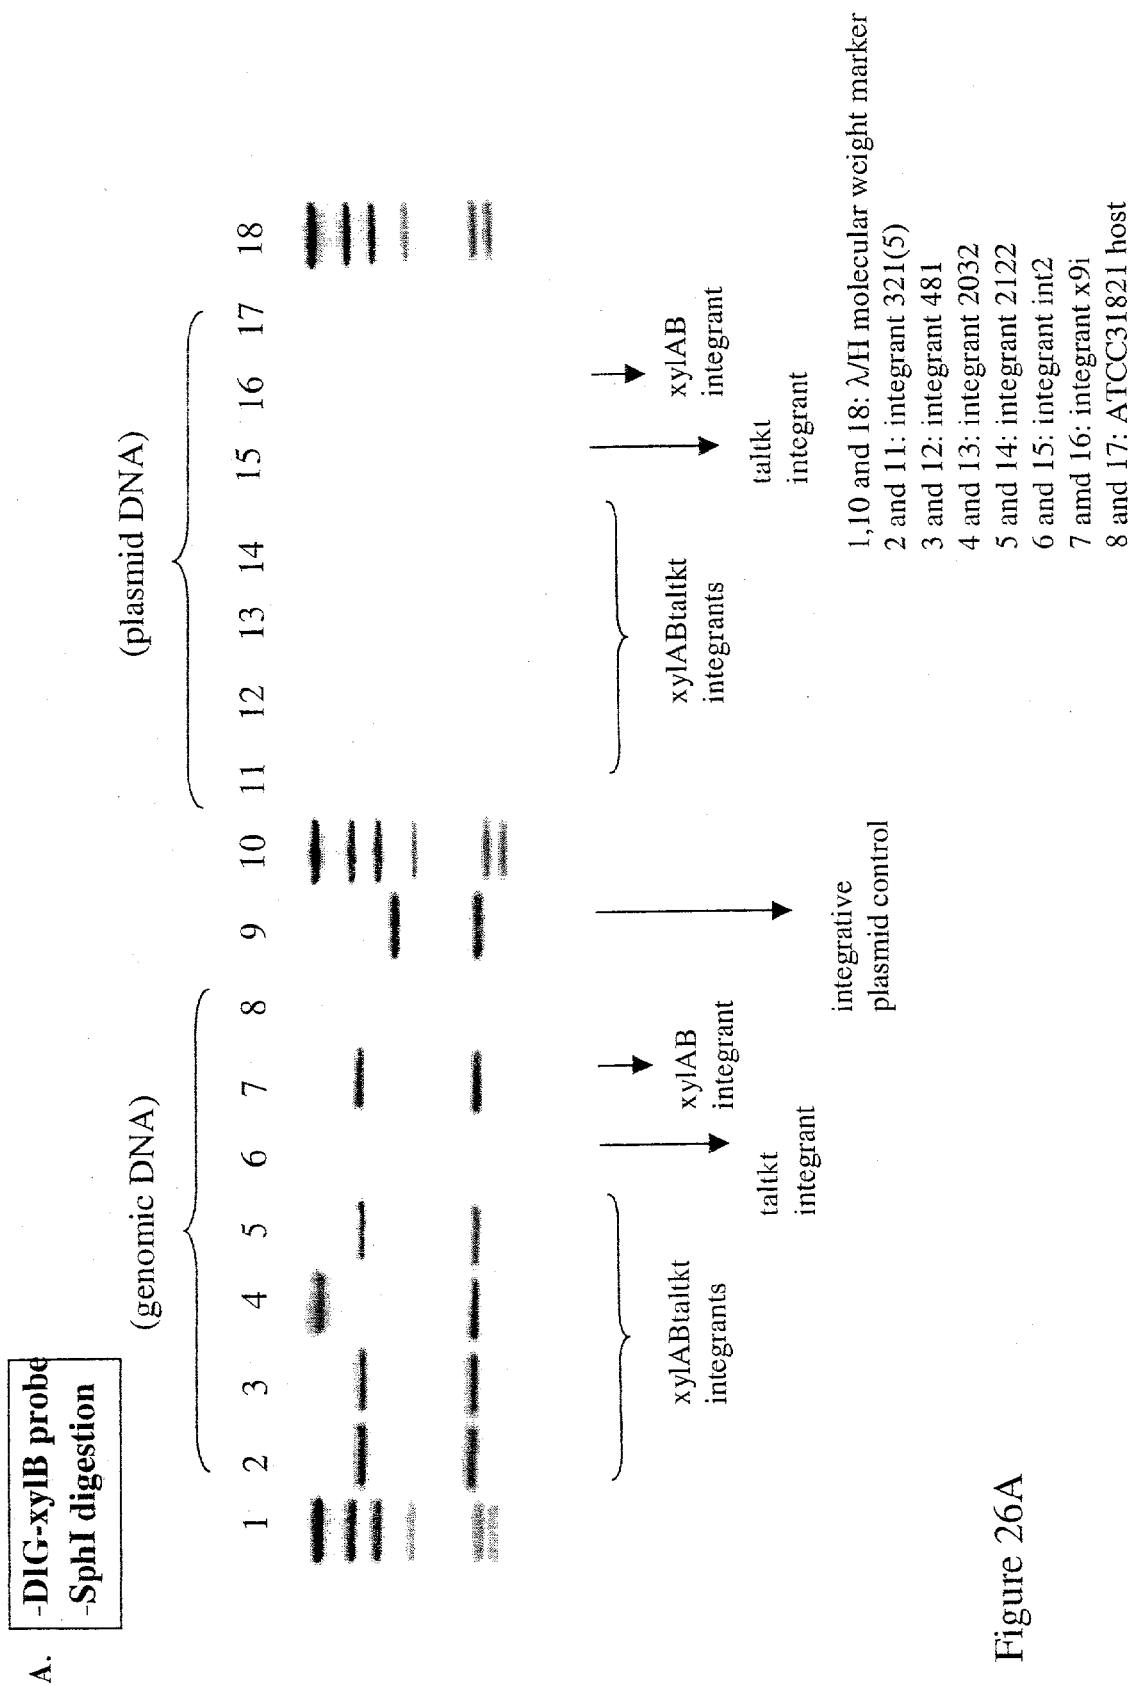 A.
-DIG-xylB probe
-SphI digestion
(genomic DNA)
(plasmid DNA)
1 2 3 4 5 6 7 8 9 10 11 12 13 14 15 16 17 18
xylABtaltkt
integrants
taltkt
integrant
xylAB
integrant
integrative
plasmid control
xylABtaltkt
integrants
taltkt
integrant
xylAB
integrant
1,10 and 18: λ/H molecular weight marker
2 and 11: integrant 321(5)
3 and 12: integrant 481
4 and 13: integrant 2032
5 and 14: integrant 2122
6 and 15: integrant int2
7 amd 16: integrant x9i
8 and 17: ATCC31821 host
Figure 26A